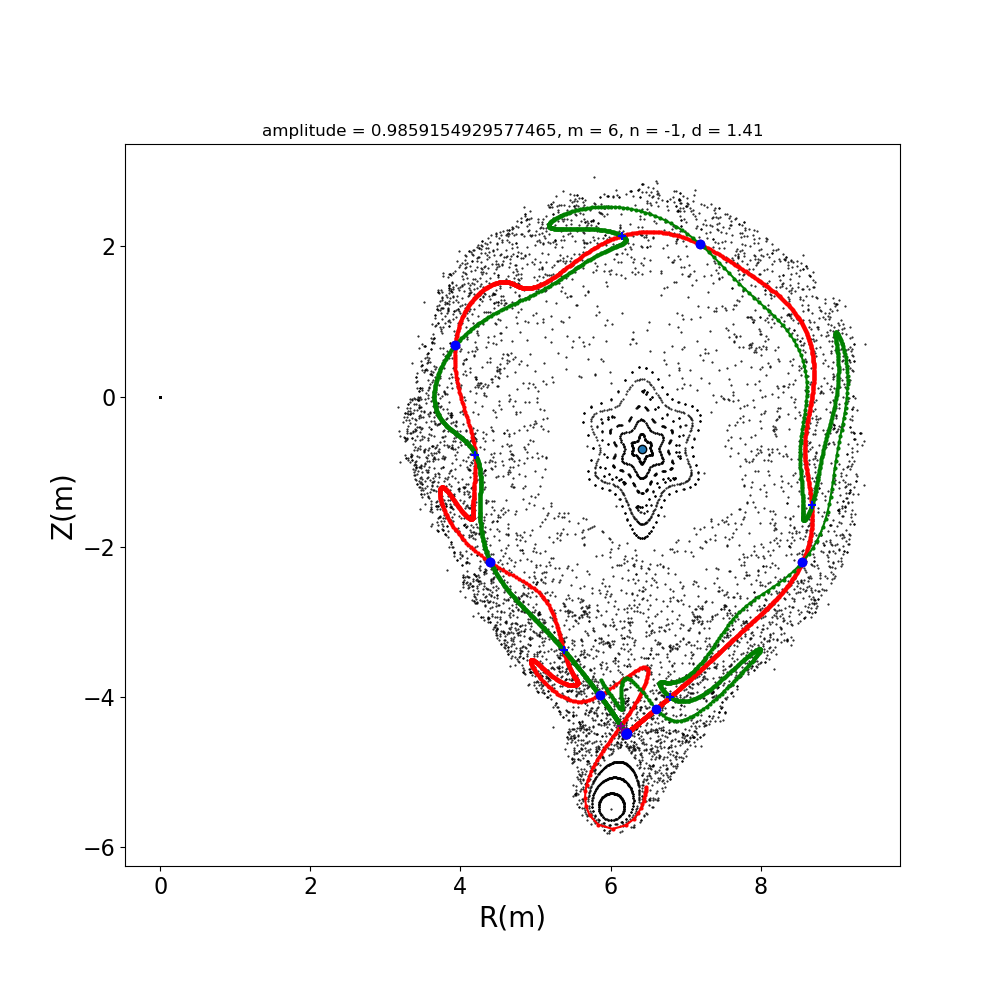 amplitude = 0.9859154929577465, m = 6, n = -1, d = 1.41
Z(m)
2
0
−2
−4
−6
0 2 4 6 8
R(m)